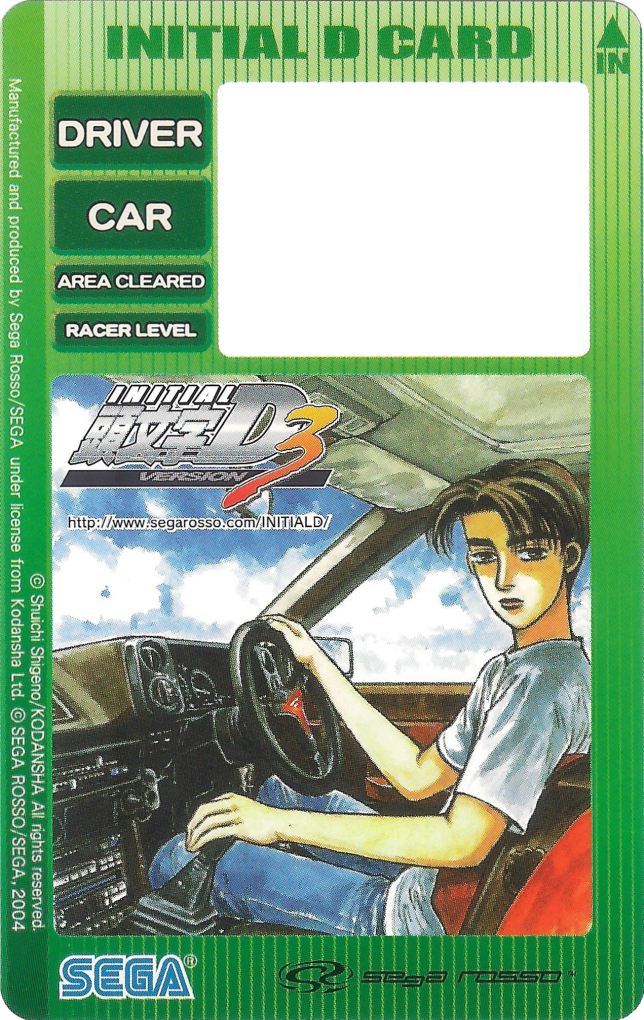 INITIAL D CARD
IN
DRIVER
CAR
AREA CLEARED
RACER LEVEL
INITIAL
頭文字D3
VERSION
http://www.segarosso.com/INITIALD/
Manufactured and produced by Sega Rosso/SEGA under license from Kodansha Ltd. © SEGA ROSSO/SEGA, 2004
© Shuichi Shigeno/KODANSHA All rights reserved.
SEGA®
sega rosso™